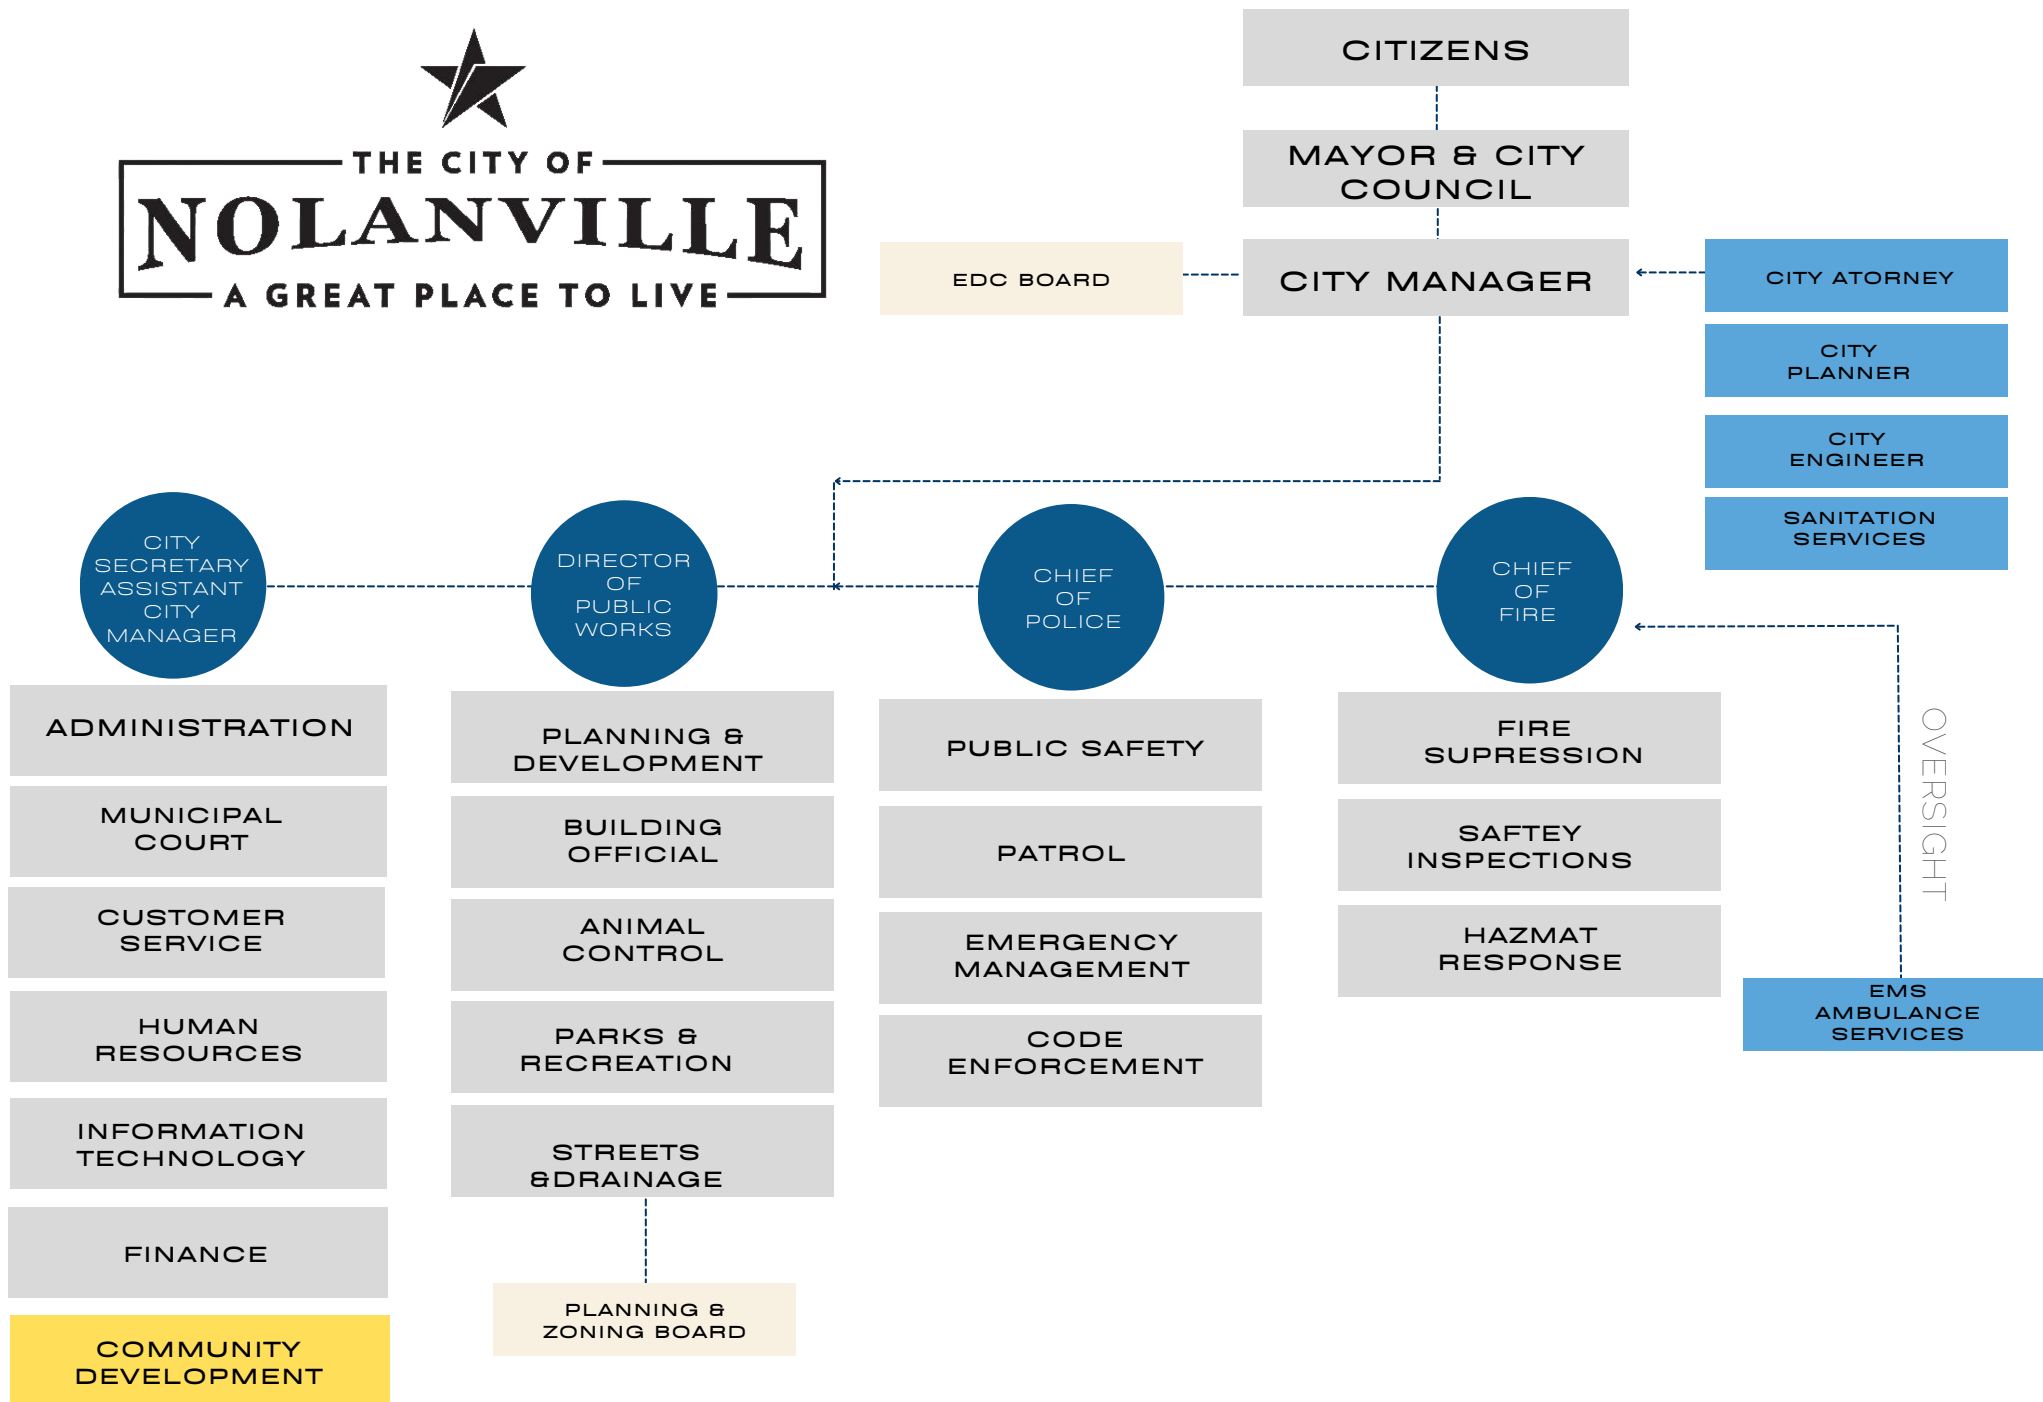 THE CITY OF
NOLANVILLE
A GREAT PLACE TO LIVE
CITIZENS
MAYOR & CITY
COUNCIL
EDC BOARD
CITY MANAGER
CITY ATORNEY
CITY
PLANNER
CITY
ENGINEER
SANITATION
SERVICES
CITY
SECRETARY
ASSISTANT
CITY
MANAGER
DIRECTOR
OF
PUBLIC
WORKS
CHIEF
OF
POLICE
CHIEF
OF
FIRE
ADMINISTRATION
MUNICIPAL
COURT
CUSTOMER
SERVICE
HUMAN
RESOURCES
INFORMATION
TECHNOLOGY
FINANCE
COMMUNITY
DEVELOPMENT
PLANNING &
DEVELOPMENT
BUILDING
OFFICIAL
ANIMAL
CONTROL
PARKS &
RECREATION
STREETS
&DRAINAGE
PLANNING &
ZONING BOARD
PUBLIC SAFETY
PATROL
EMERGENCY
MANAGEMENT
CODE
ENFORCEMENT
FIRE
SUPRESSION
SAFTEY
INSPECTIONS
HAZMAT
RESPONSE
OVERSIGHT
EMS
AMBULANCE
SERVICES